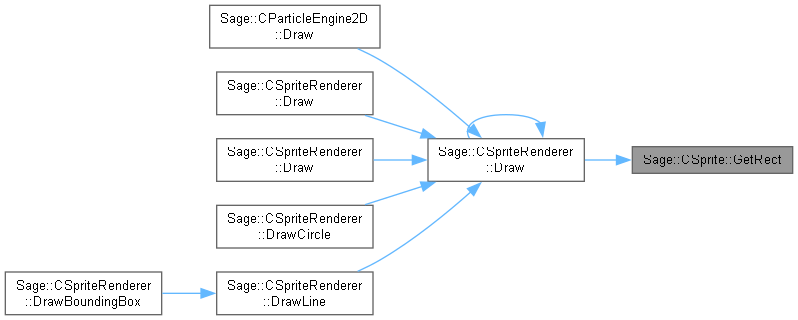 Sage::CParticleEngine2D
::Draw
Sage::CSpriteRenderer
::Draw
Sage::CSpriteRenderer
::Draw
Sage::CSpriteRenderer
::Draw
Sage::CSprite::GetRect
Sage::CSpriteRenderer
::DrawCircle
Sage::CSpriteRenderer
::DrawBoundingBox
Sage::CSpriteRenderer
::DrawLine